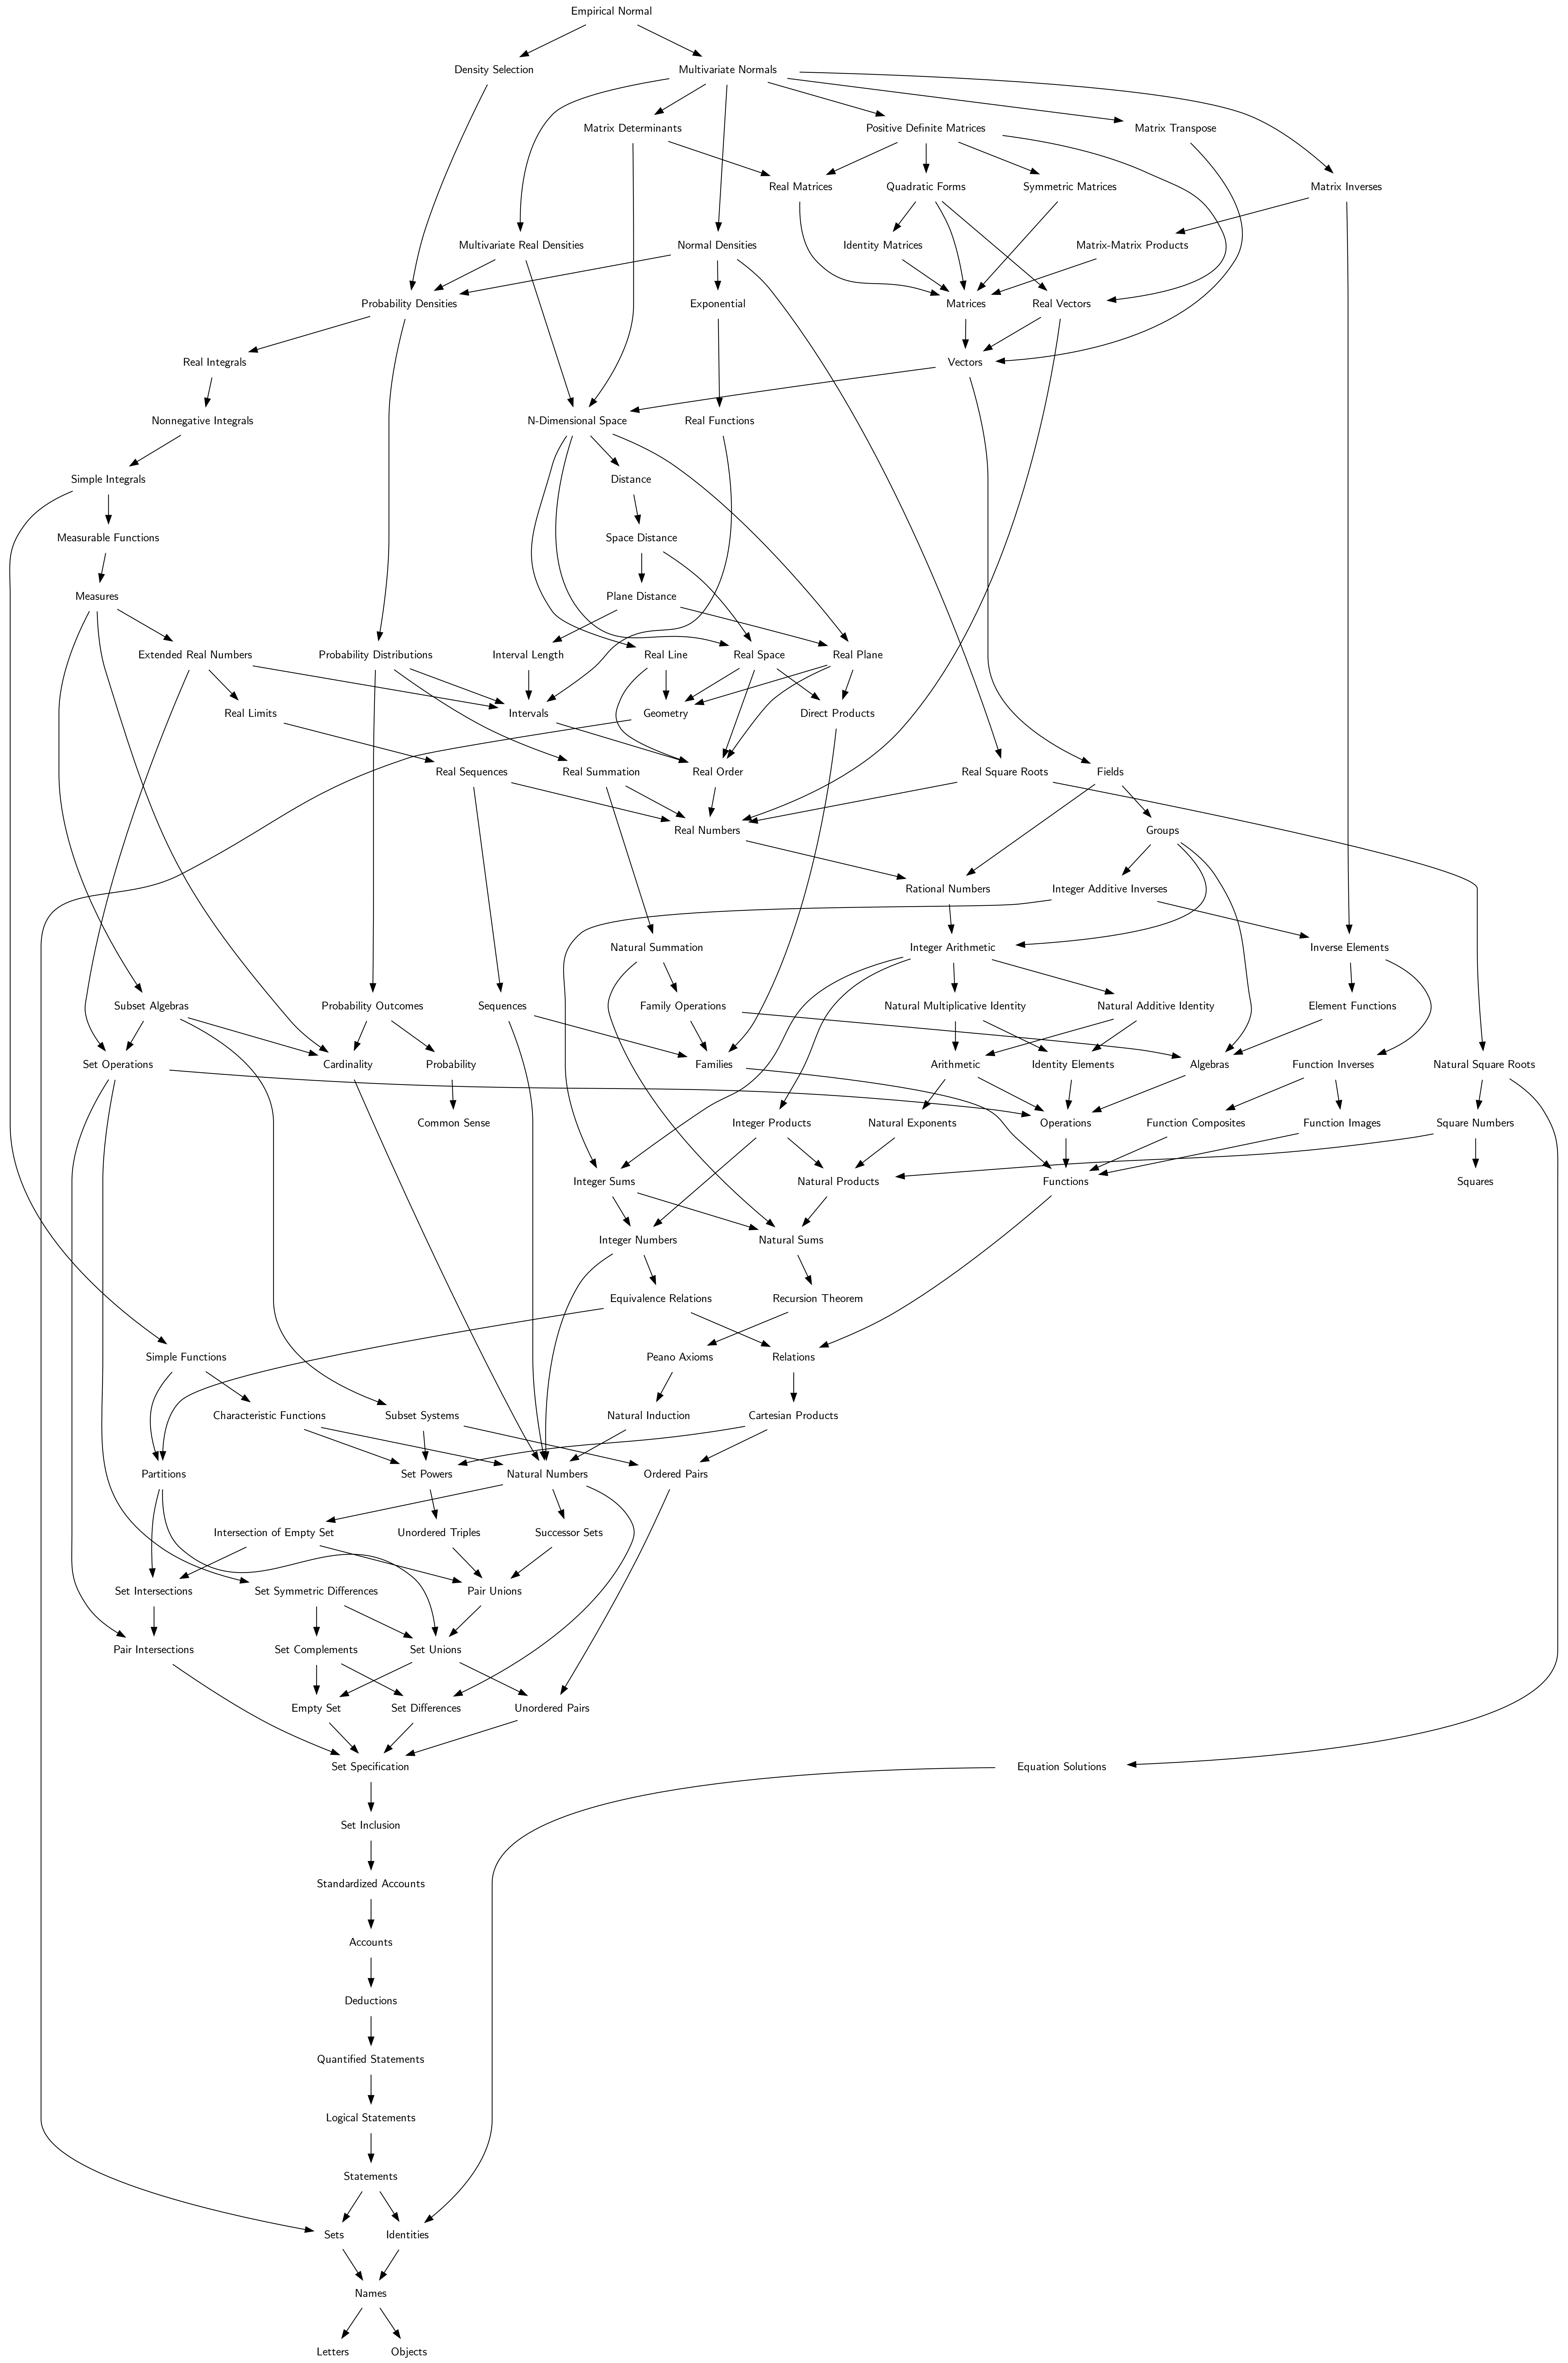 Empirical Normal
Density Selection
Multivariate Normals
Matrix Determinants
Positive Definite Matrices
Matrix Transpose
Real Matrices
Quadratic Forms
Symmetric Matrices
Matrix Inverses
Multivariate Real Densities
Normal Densities
Identity Matrices
Matrix-Matrix Products
Probability Densities
Exponential
Matrices
Real Vectors
Real Integrals
Vectors
Nonnegative Integrals
N-Dimensional Space
Real Functions
Simple Integrals
Distance
Measurable Functions
Space Distance
Measures
Plane Distance
Extended Real Numbers
Probability Distributions
Interval Length
Real Line
Real Space
Real Plane
Real Limits
Intervals
Geometry
Direct Products
Real Sequences
Real Summation
Real Order
Real Square Roots
Fields
Real Numbers
Groups
Rational Numbers
Integer Additive Inverses
Natural Summation
Integer Arithmetic
Inverse Elements
Subset Algebras
Probability Outcomes
Sequences
Family Operations
Natural Multiplicative Identity
Natural Additive Identity
Element Functions
Set Operations
Cardinality
Probability
Families
Arithmetic
Identity Elements
Algebras
Function Inverses
Natural Square Roots
Common Sense
Integer Products
Natural Exponents
Operations
Function Composites
Function Images
Square Numbers
Integer Sums
Natural Products
Functions
Squares
Integer Numbers
Natural Sums
Equivalence Relations
Recursion Theorem
Simple Functions
Peano Axioms
Relations
Characteristic Functions
Subset Systems
Natural Induction
Cartesian Products
Partitions
Set Powers
Natural Numbers
Ordered Pairs
Intersection of Empty Set
Unordered Triples
Successor Sets
Set Intersections
Set Symmetric Differences
Pair Unions
Pair Intersections
Set Complements
Set Unions
Empty Set
Set Differences
Unordered Pairs
Set Specification
Equation Solutions
Set Inclusion
Standardized Accounts
Accounts
Deductions
Quantified Statements
Logical Statements
Statements
Sets
Identities
Names
Letters
Objects